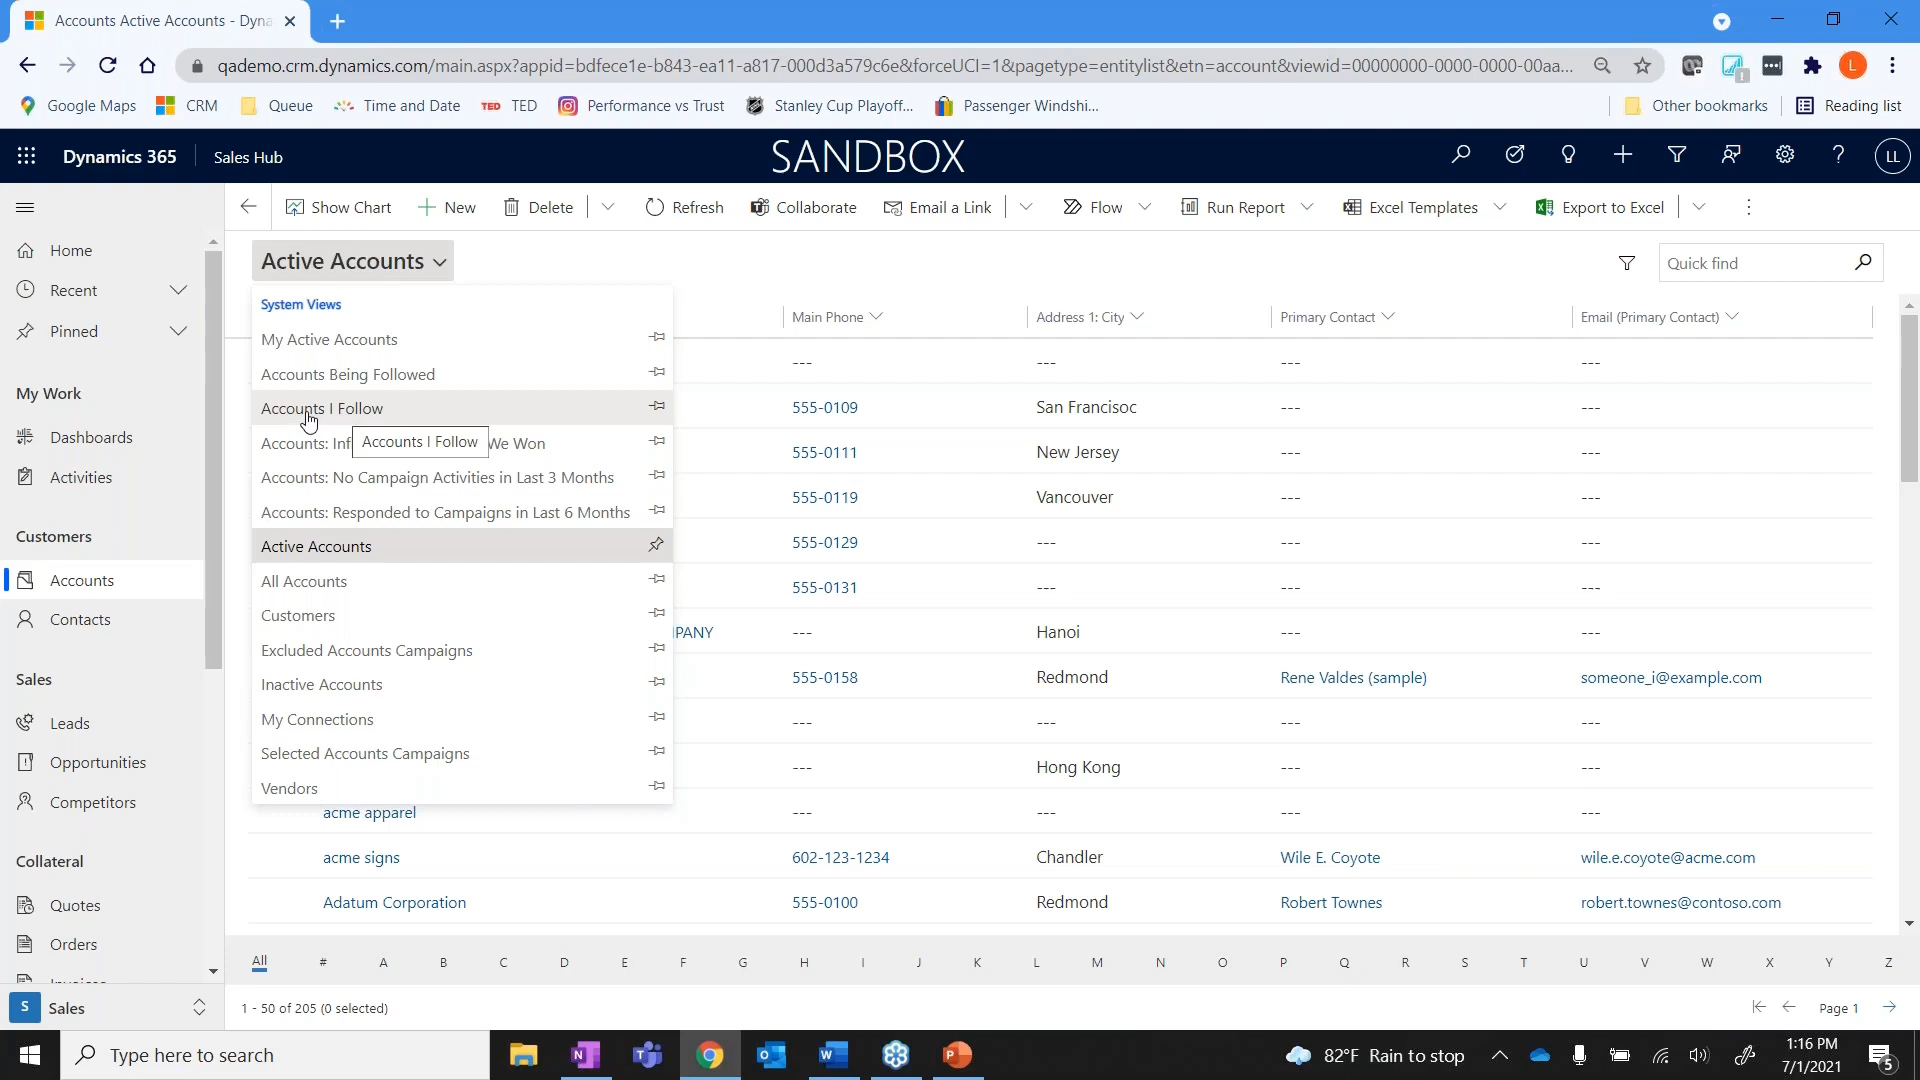 Accounts Active Accounts - Dyna
qademo.crm.dynamics.com/main.aspx?appid=bdfece1e-b843-ea11-a817-000d3a579c6e&forceUCI=1&pagetype=entitylist&etn=account&viewid=00000000-0000-0000-00aa...
L
Google Maps CRM Queue Time and Date TED TED Performance vs Trust Stanley Cup Playoff... Passenger Windshi... Other bookmarks Reading list
Dynamics 365 Sales Hub SANDBOX LL
Show Chart New Delete Refresh Collaborate Email a Link Flow Run Report Excel Templates Export to Excel
Home
Recent
Pinned
My Work
Dashboards
Activities
Customers
Accounts
Contacts
Sales
Leads
Opportunities
Competitors
Collateral
Quotes
Orders
Invoices
S Sales
Active Accounts
Quick find
System Views
My Active Accounts
Accounts Being Followed
Accounts I Follow
Accounts I Follow
Accounts: Inf We Won
Accounts: No Campaign Activities in Last 3 Months
Accounts: Responded to Campaigns in Last 6 Months
Active Accounts
All Accounts
Customers
Excluded Accounts Campaigns
Inactive Accounts
My Connections
Selected Accounts Campaigns
Vendors
Main Phone Address 1: City Primary Contact Email (Primary Contact)
--- --- --- ---
555-0109 San Francisoc --- ---
555-0111 New Jersey --- ---
555-0119 Vancouver --- ---
555-0129 --- --- ---
555-0131 --- --- ---
MPANY --- Hanoi --- ---
555-0158 Redmond Rene Valdes (sample) someone_i@example.com
--- --- --- ---
--- Hong Kong --- ---
acme apparel --- --- --- ---
acme signs 602-123-1234 Chandler Wile E. Coyote wile.e.coyote@acme.com
Adatum Corporation 555-0100 Redmond Robert Townes robert.townes@contoso.com
All # A B C D E F G H I J K L M N O P Q R S T U V W X Y Z
1 - 50 of 205 (0 selected) Page 1
Type here to search
82°F Rain to stop
1:16 PM
7/1/2021
5